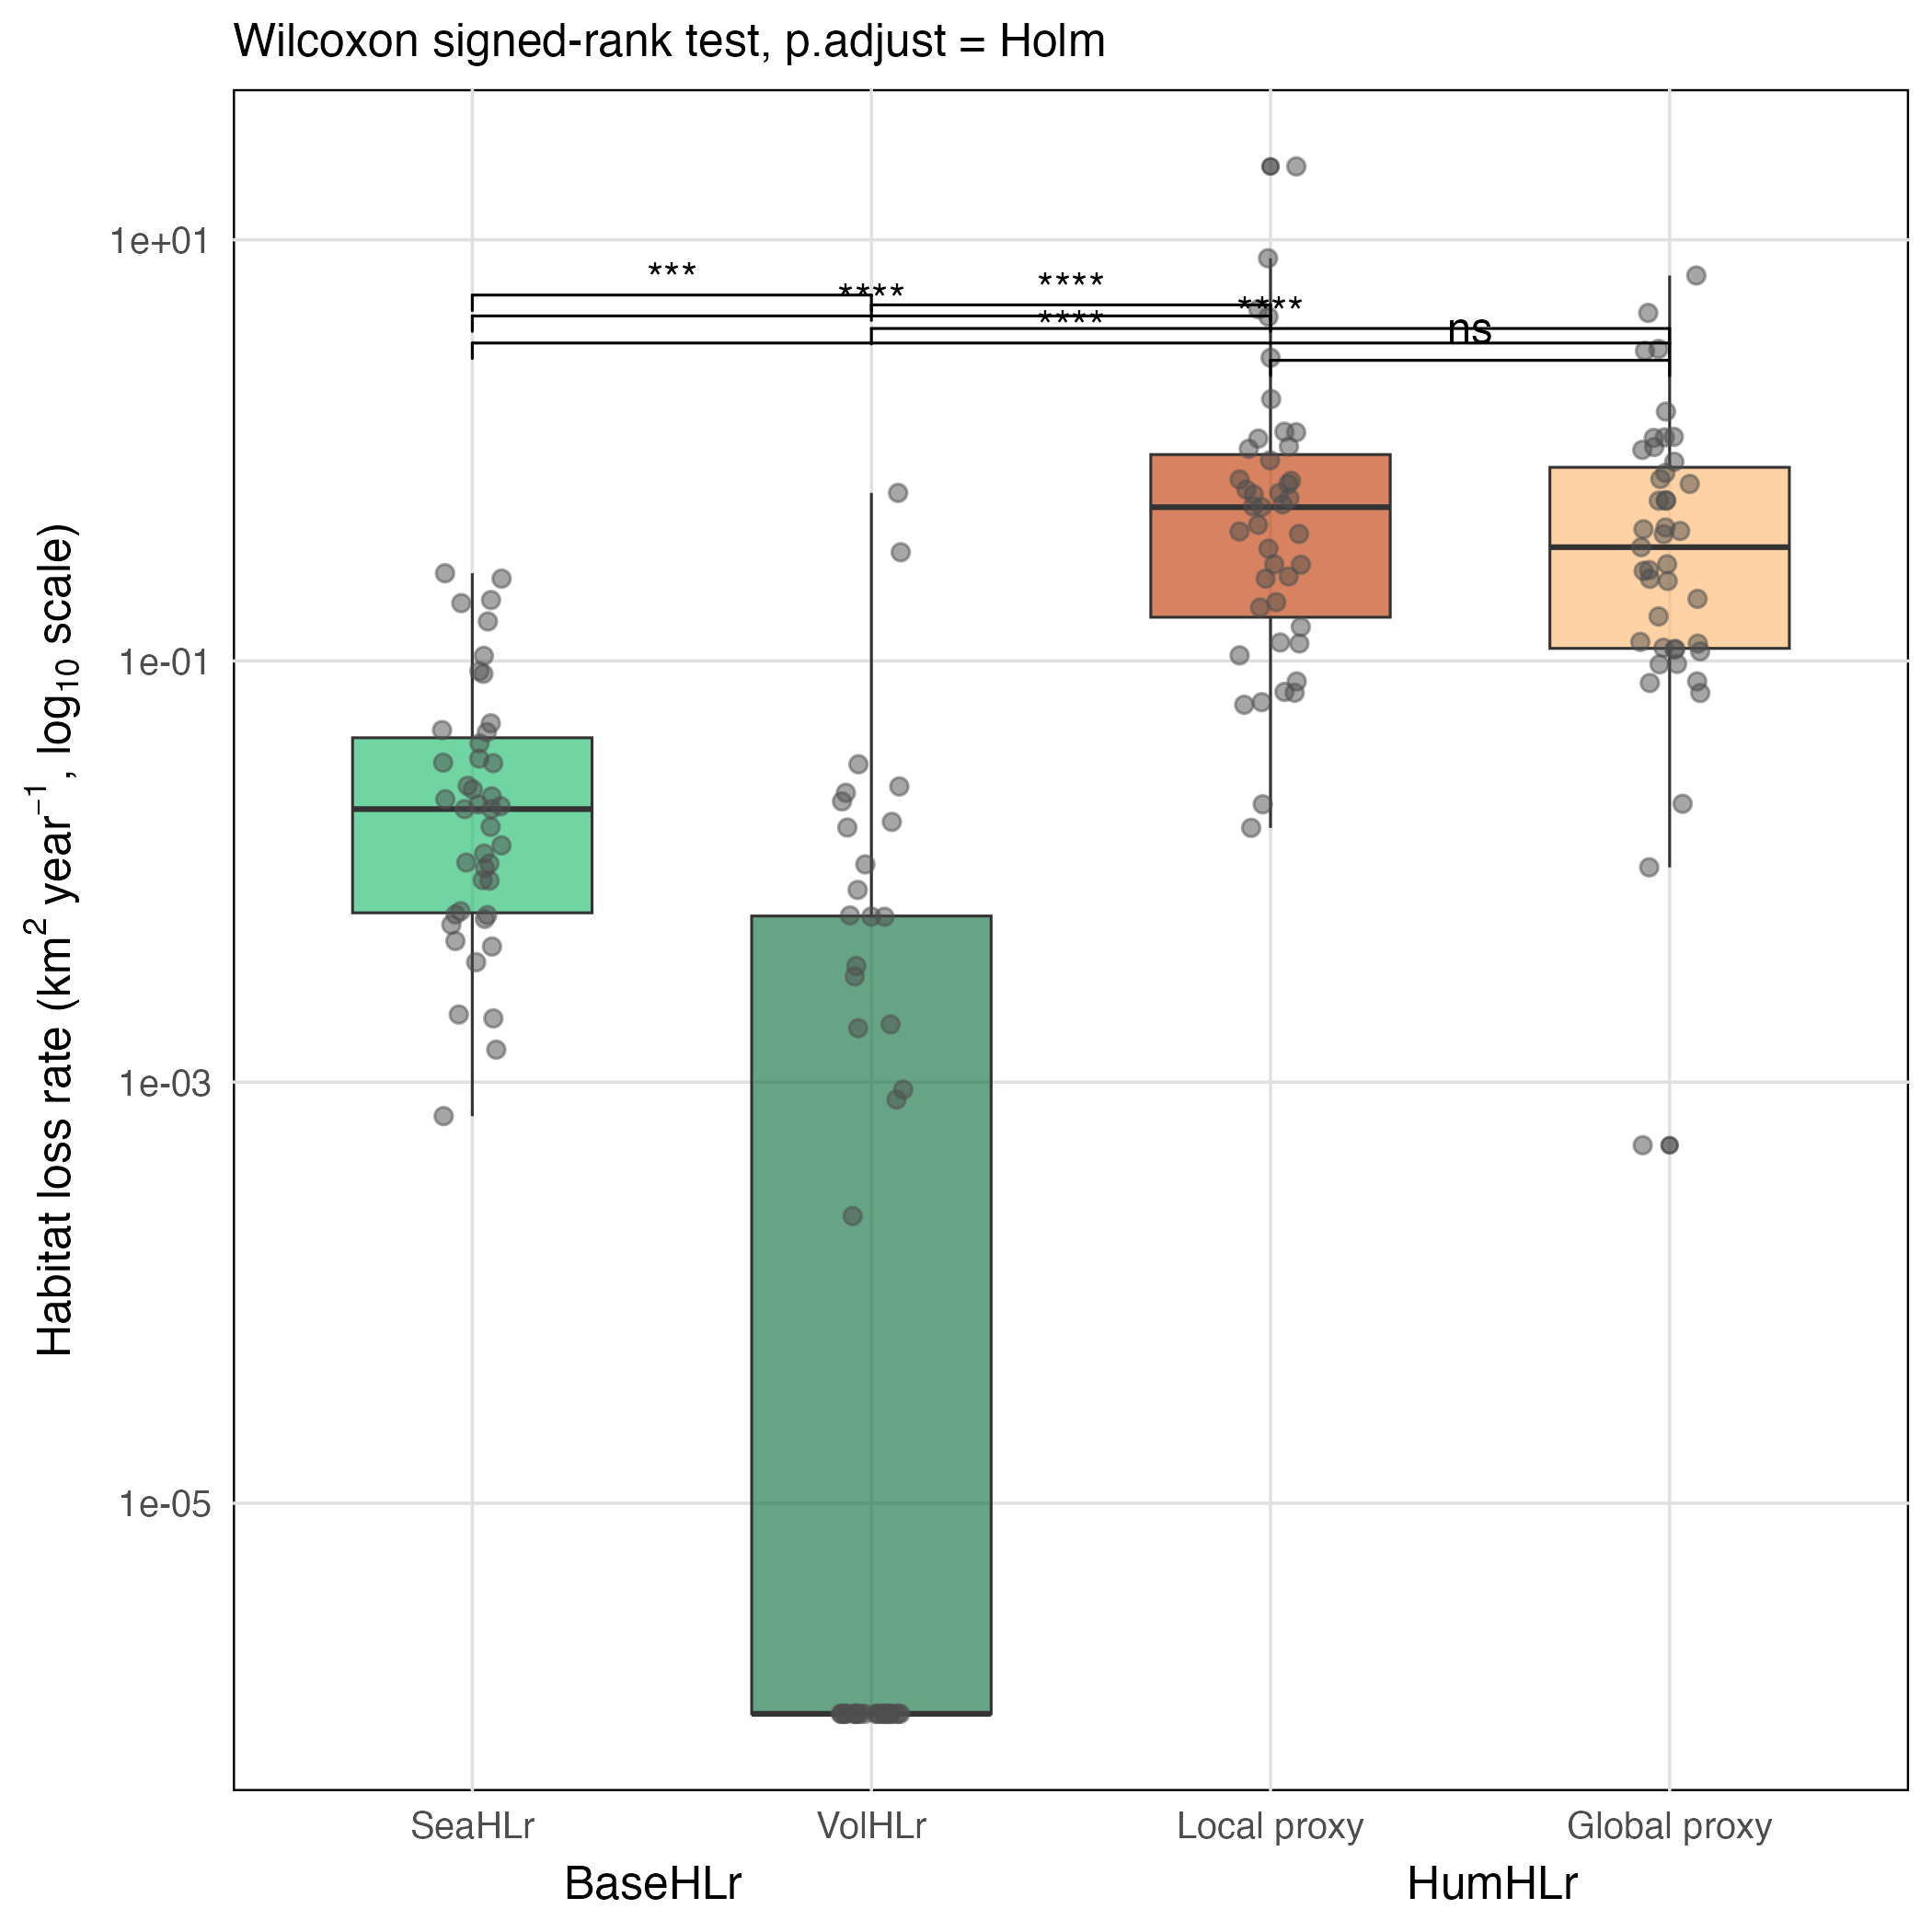 Wilcoxon signed-rank test, p.adjust = Holm
Habitat loss rate (km² year⁻¹, log₁₀ scale)
1e+01
1e-01
1e-03
1e-05
***
****
****
****
****
ns
SeaHLr
VolHLr
Local proxy
Global proxy
BaseHLr
HumHLr